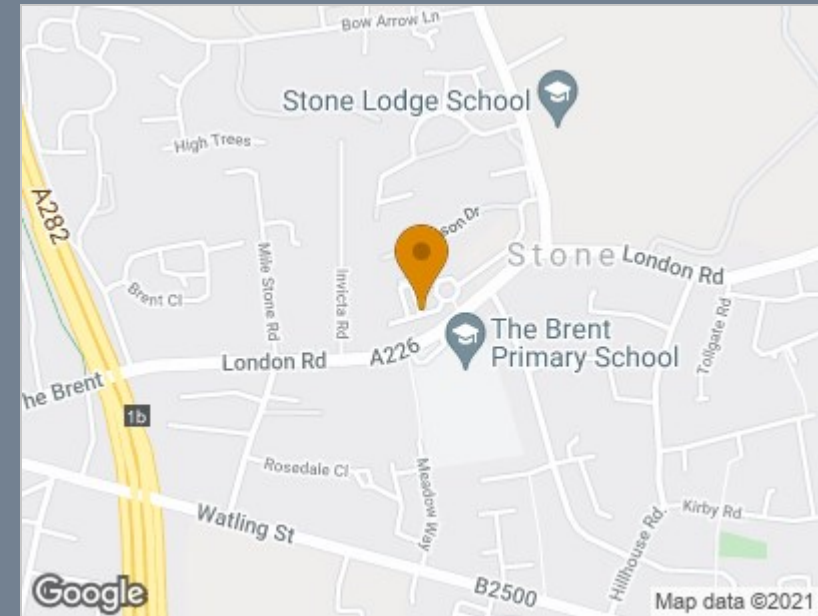 Bow Arrow Ln
Stone Lodge School
High Trees
A282
son Dr
Mile Stone Rd
Invicta Rd
Stone
London Rd
Brent Cl
Tollgate Rd
The Brent
Primary School
London Rd
A226
he Brent
1b
Rosedale Cl
Meadow Way
Watling St
Hillhouse Rd.
Kirby Rd
B2500
Google
Map data ©2021